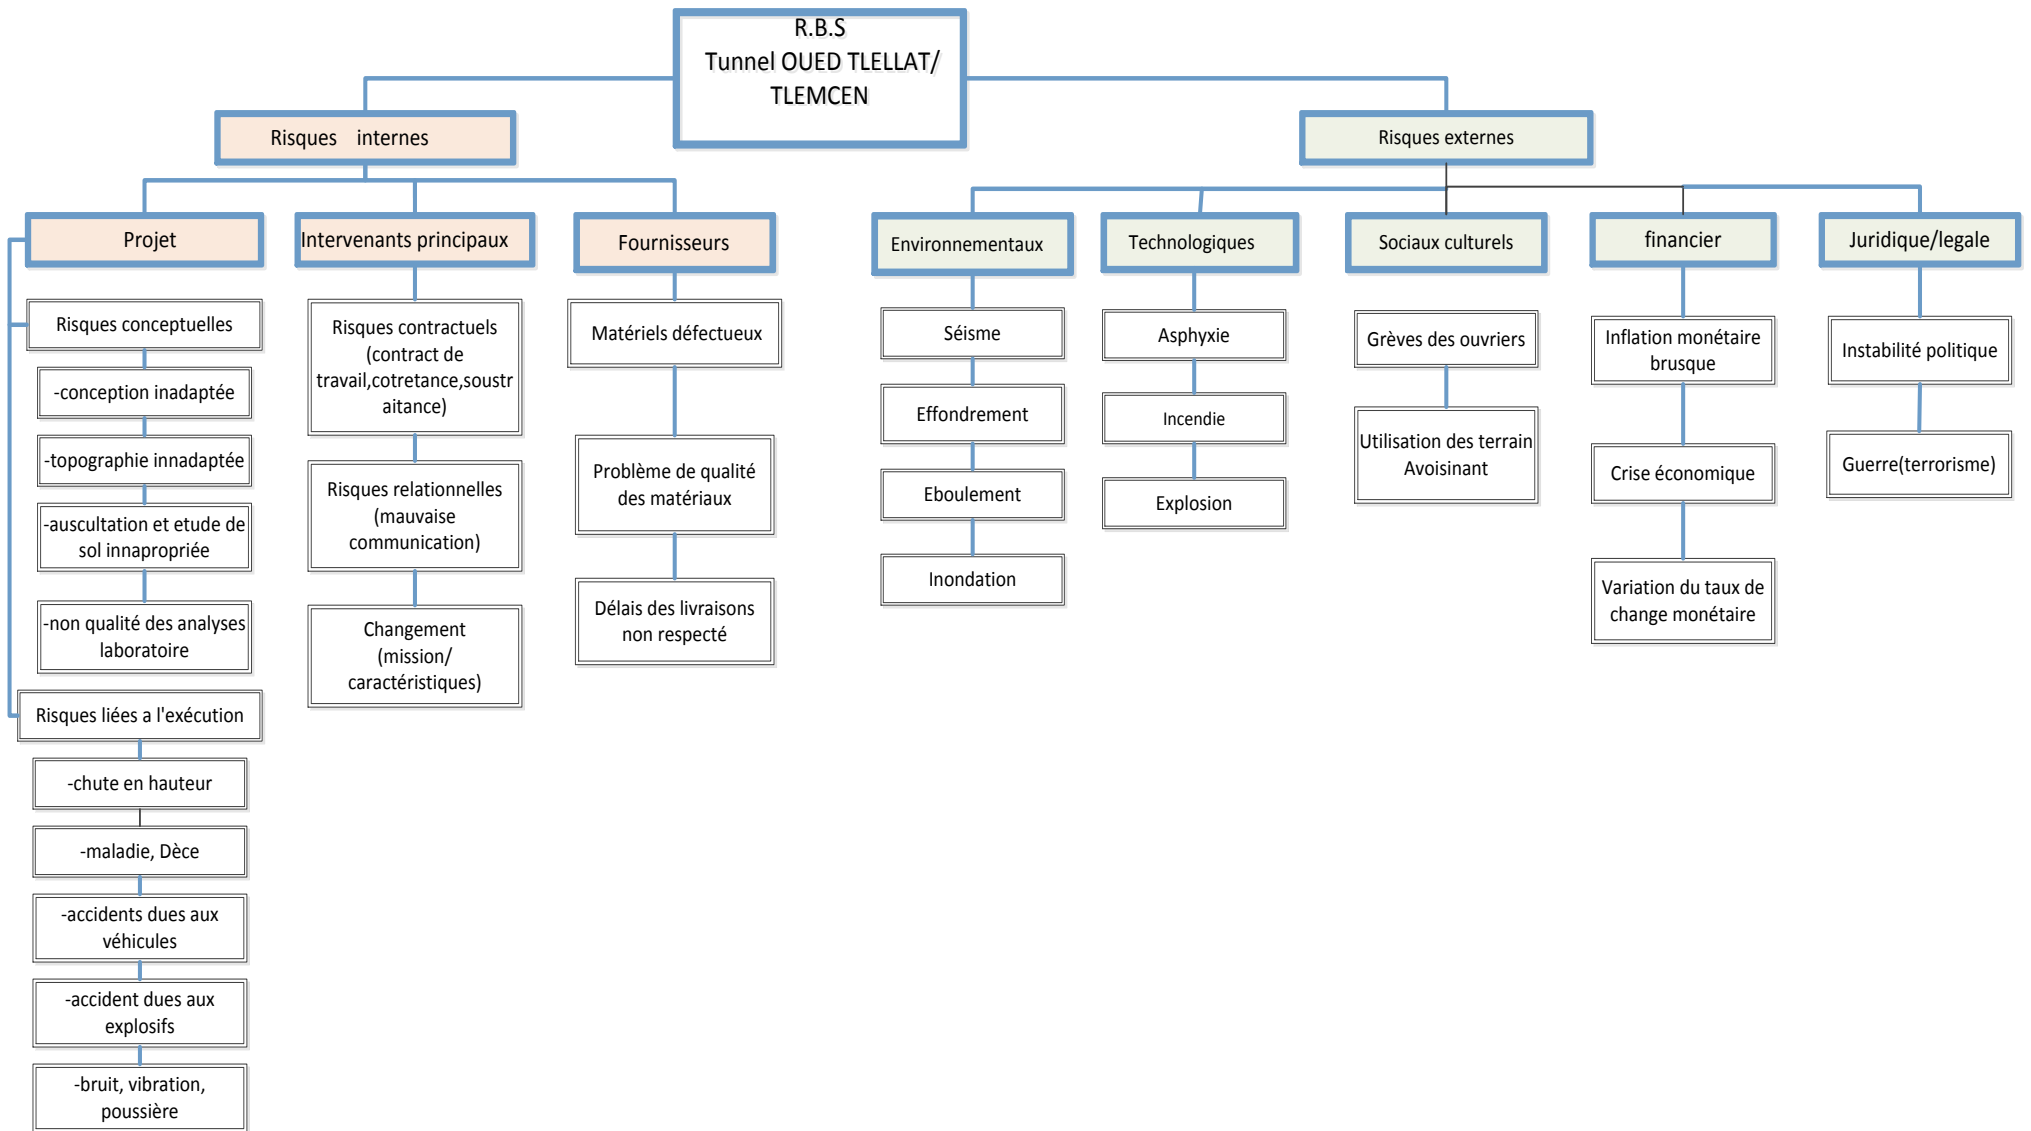 R.B.S
Tunnel OUED TLELLAT/
TLEMCEN
Risques internes
Risques externes
Projet
Intervenants principaux
Fournisseurs
Environnementaux
Technologiques
Sociaux culturels
financier
Juridique/legale
Risques conceptuelles
-conception inadaptée
-topographie innadaptée
-auscultation et etude de
sol innapropriée
-non qualité des analyses
laboratoire
Risques liées a l'exécution
-chute en hauteur
-maladie, Dèce
-accidents dues aux
véhicules
-accident dues aux
explosifs
-bruit, vibration,
poussière
Risques contractuels
(contract de
travail,cotretance,soustr
aitance)
Risques relationnelles
(mauvaise
communication)
Changement
(mission/
caractéristiques)
Matériels défectueux
Problème de qualité
des matériaux
Délais des livraisons
non respecté
Séisme
Effondrement
Eboulement
Inondation
Asphyxie
Incendie
Explosion
Grèves des ouvriers
Utilisation des terrain
Avoisinant
Inflation monétaire
brusque
Crise économique
Variation du taux de
change monétaire
Instabilité politique
Guerre(terrorisme)